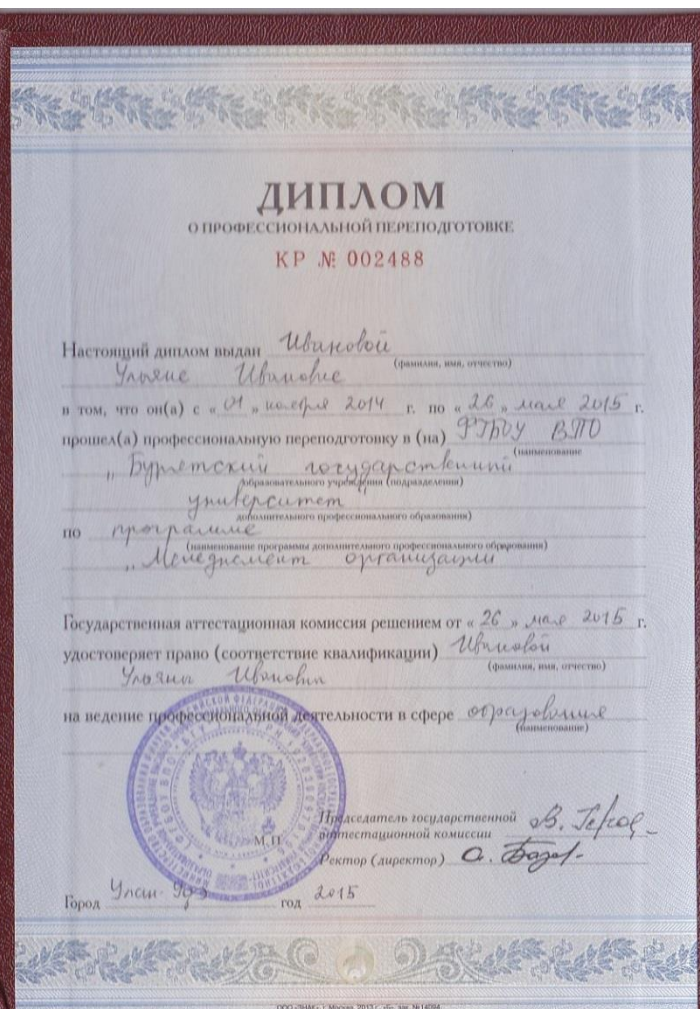 ДИПЛОМ
О ПРОФЕССИОНАЛЬНОЙ ПЕРЕПОДГОТОВКЕ
КР № 002488
Настоящий диплом выдан Ивановой
(фамилия, имя, отчество)
Ульяне Ивановне
в том, что он(а) с « 01 » ноября 2014 г. по « 26 » мая 2015 г.
прошел(а) профессиональную переподготовку в (на) ФГБОУ ВПО
(наименование
„Бурятский государственный
образовательного учреждения (подразделения)
университет"
дополнительного профессионального образования)
по программе
(наименование программы дополнительного профессионального образования)
„Менеджмент организации
Государственная аттестационная комиссия решением от « 26 » мая 2015 г.
удостоверяет право (соответствие квалификации) Ивановой
(фамилия, имя, отчество)
Ульяны Ивановны
на ведение профессиональной деятельности в сфере образования
(наименование)
Председатель государственной
аттестационной комиссии
М.П.
Ректор (директор)
Город Улан-Удэ год 2015